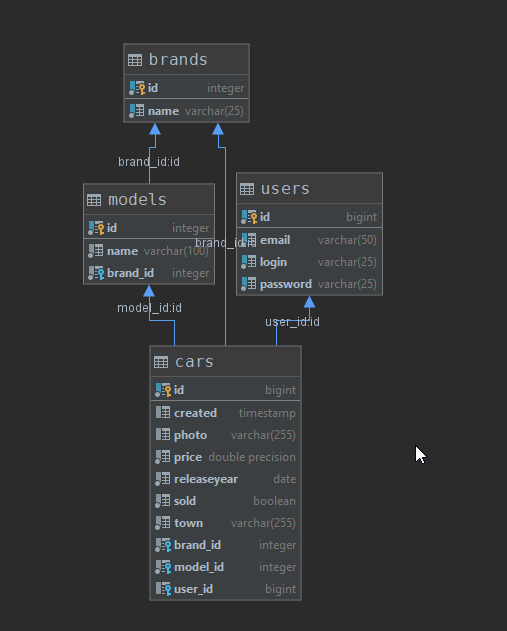 brands
id integer
name varchar(25)
brand_id:id
models
id integer
name varchar(100)
brand_id integer
brand_id:id
users
id bigint
email varchar(50)
login varchar(25)
password varchar(25)
model_id:id
user_id:id
cars
id bigint
created timestamp
photo varchar(255)
price double precision
releaseyear date
sold boolean
town varchar(255)
brand_id integer
model_id integer
user_id bigint